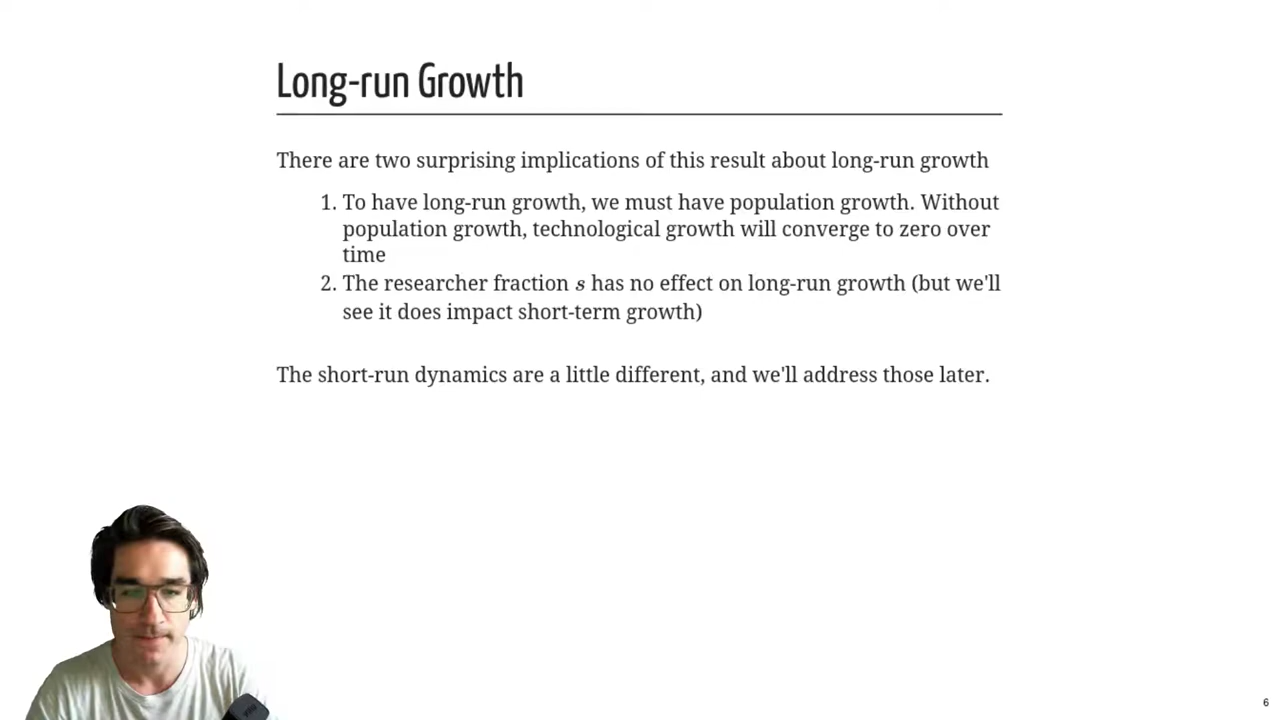 Long-run Growth
There are two surprising implications of this result about long-run growth
1. To have long-run growth, we must have population growth. Without
population growth, technological growth will converge to zero over
time
2. The researcher fraction s has no effect on long-run growth (but we'll
see it does impact short-term growth)
The short-run dynamics are a little different, and we'll address those later.
6